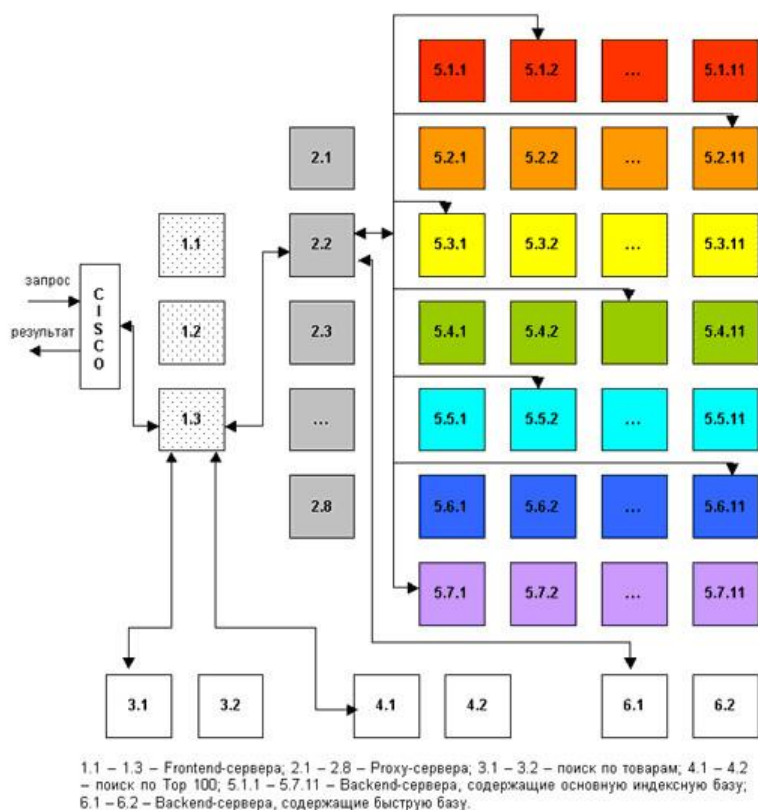 5.1.1 5.1.2 ... 5.1.11
2.1 5.2.1 5.2.2 ... 5.2.11
1.1 2.2 5.3.1 5.3.2 ... 5.3.11
запрос
результат
CISCO
1.2 2.3 5.4.1 5.4.2 5.4.11
1.3 ... 5.5.1 5.5.2 ... 5.5.11
2.8 5.6.1 5.6.2 ... 5.6.11
5.7.1 5.7.2 ... 5.7.11
3.1 3.2 4.1 4.2 6.1 6.2
1.1 – 1.3 – Frontend-сервера; 2.1 – 2.8 – Proxy-сервера; 3.1 – 3.2 – поиск по товарам; 4.1 – 4.2
– поиск по Top 100; 5.1.1 – 5.7.11 – Backend-сервера, содержащие основную индексную базу;
6.1 – 6.2 – Backend-сервера, содержащие быструю базу.